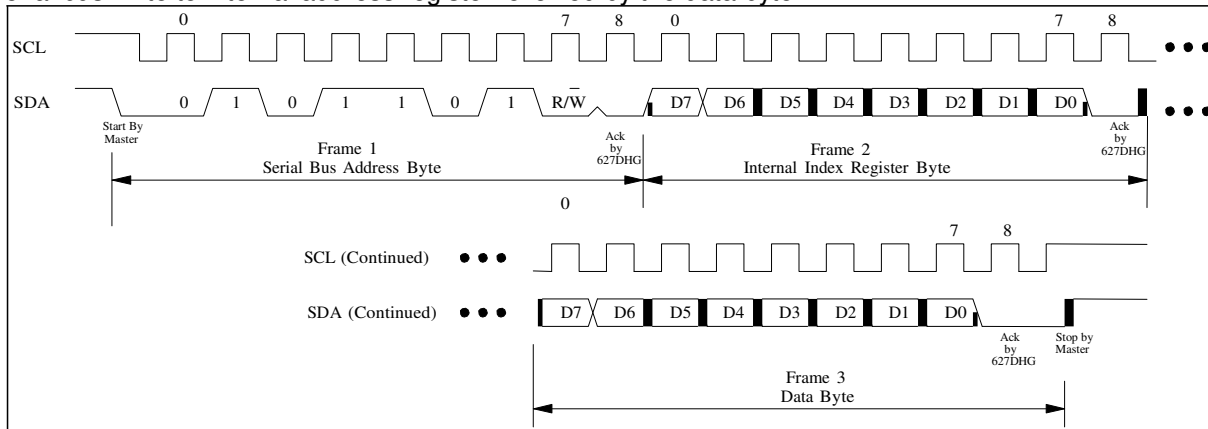 0 7 8 0 7 8
SCL
SDA 0 1 0 1 1 0 1 R/W D7 D6 D5 D4 D3 D2 D1 D0
Start By
Master
Ack
by
627DHG
Ack
by
627DHG
Frame 1
Serial Bus Address Byte
Frame 2
Internal Index Register Byte
0
7 8
SCL (Continued)
SDA (Continued) D7 D6 D5 D4 D3 D2 D1 D0
Ack
by
627DHG
Stop by
Master
Frame 3
Data Byte